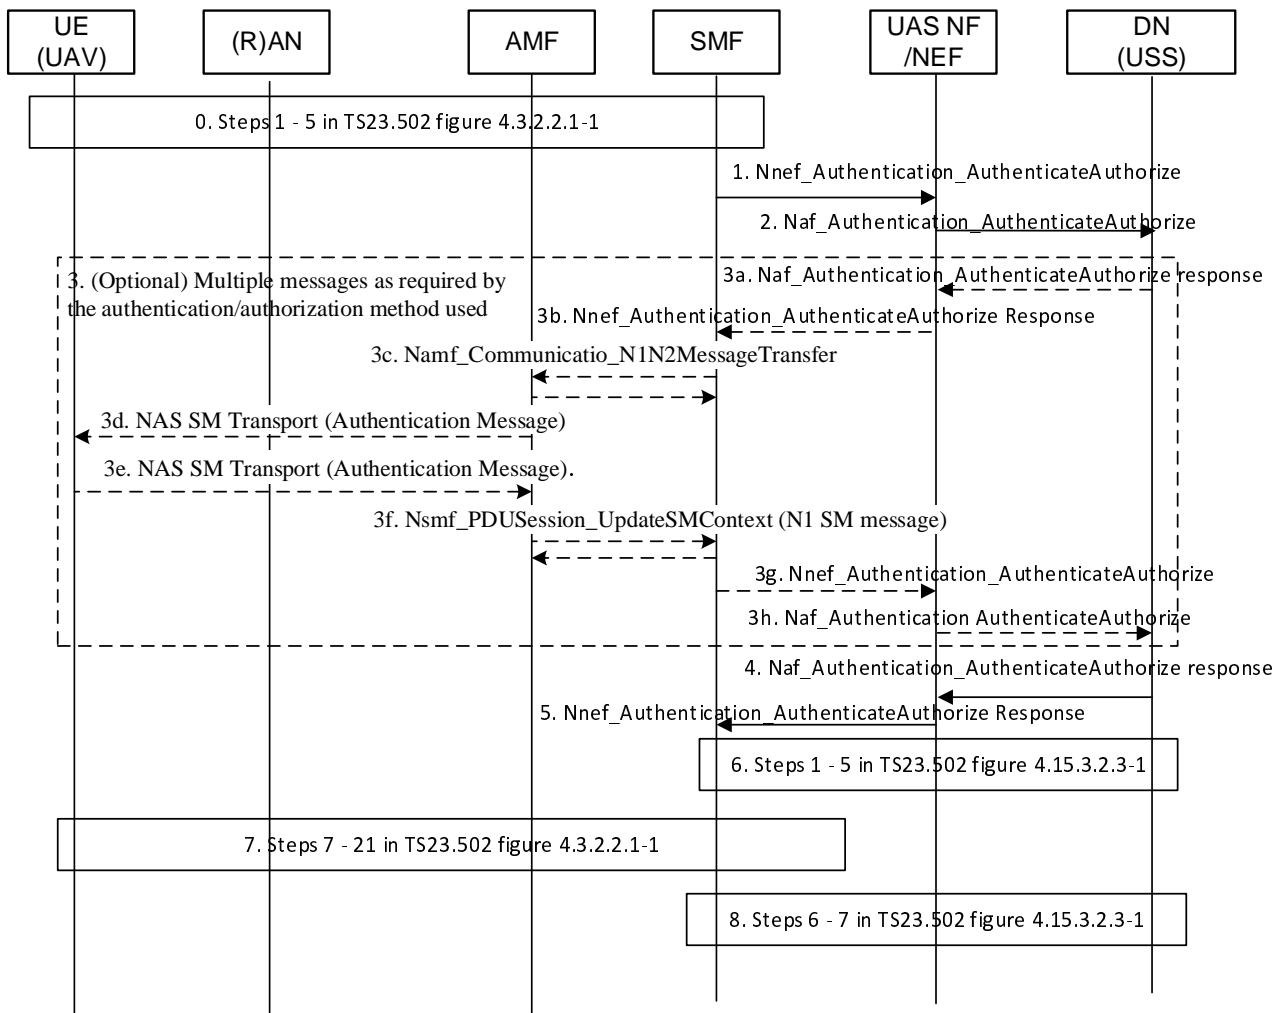 UE
(UAV)
(R)AN
AMF
SMF
UAS NF
/NEF
DN
(USS)
0. Steps 1 - 5 in TS23.502 figure 4.3.2.2.1-1
1. Nnef_Authentication_AuthenticateAuthorize
2. Naf_Authentication_AuthenticateAuthorize
3. (Optional) Multiple messages as required by
the authentication/authorization method used
3a. Naf_Authentication_AuthenticateAuthorize response
3b. Nnef_Authentication_AuthenticateAuthorize Response
3c. Namf_Communicatio_N1N2MessageTransfer
3d. NAS SM Transport (Authentication Message)
3e. NAS SM Transport (Authentication Message).
3f. Nsmf_PDUSession_UpdateSMContext (N1 SM message)
3g. Nnef_Authentication_AuthenticateAuthorize
3h. Naf_Authentication AuthenticateAuthorize
4. Naf_Authentication_AuthenticateAuthorize response
5. Nnef_Authentication_AuthenticateAuthorize Response
6. Steps 1 - 5 in TS23.502 figure 4.15.3.2.3-1
7. Steps 7 - 21 in TS23.502 figure 4.3.2.2.1-1
8. Steps 6 - 7 in TS23.502 figure 4.15.3.2.3-1